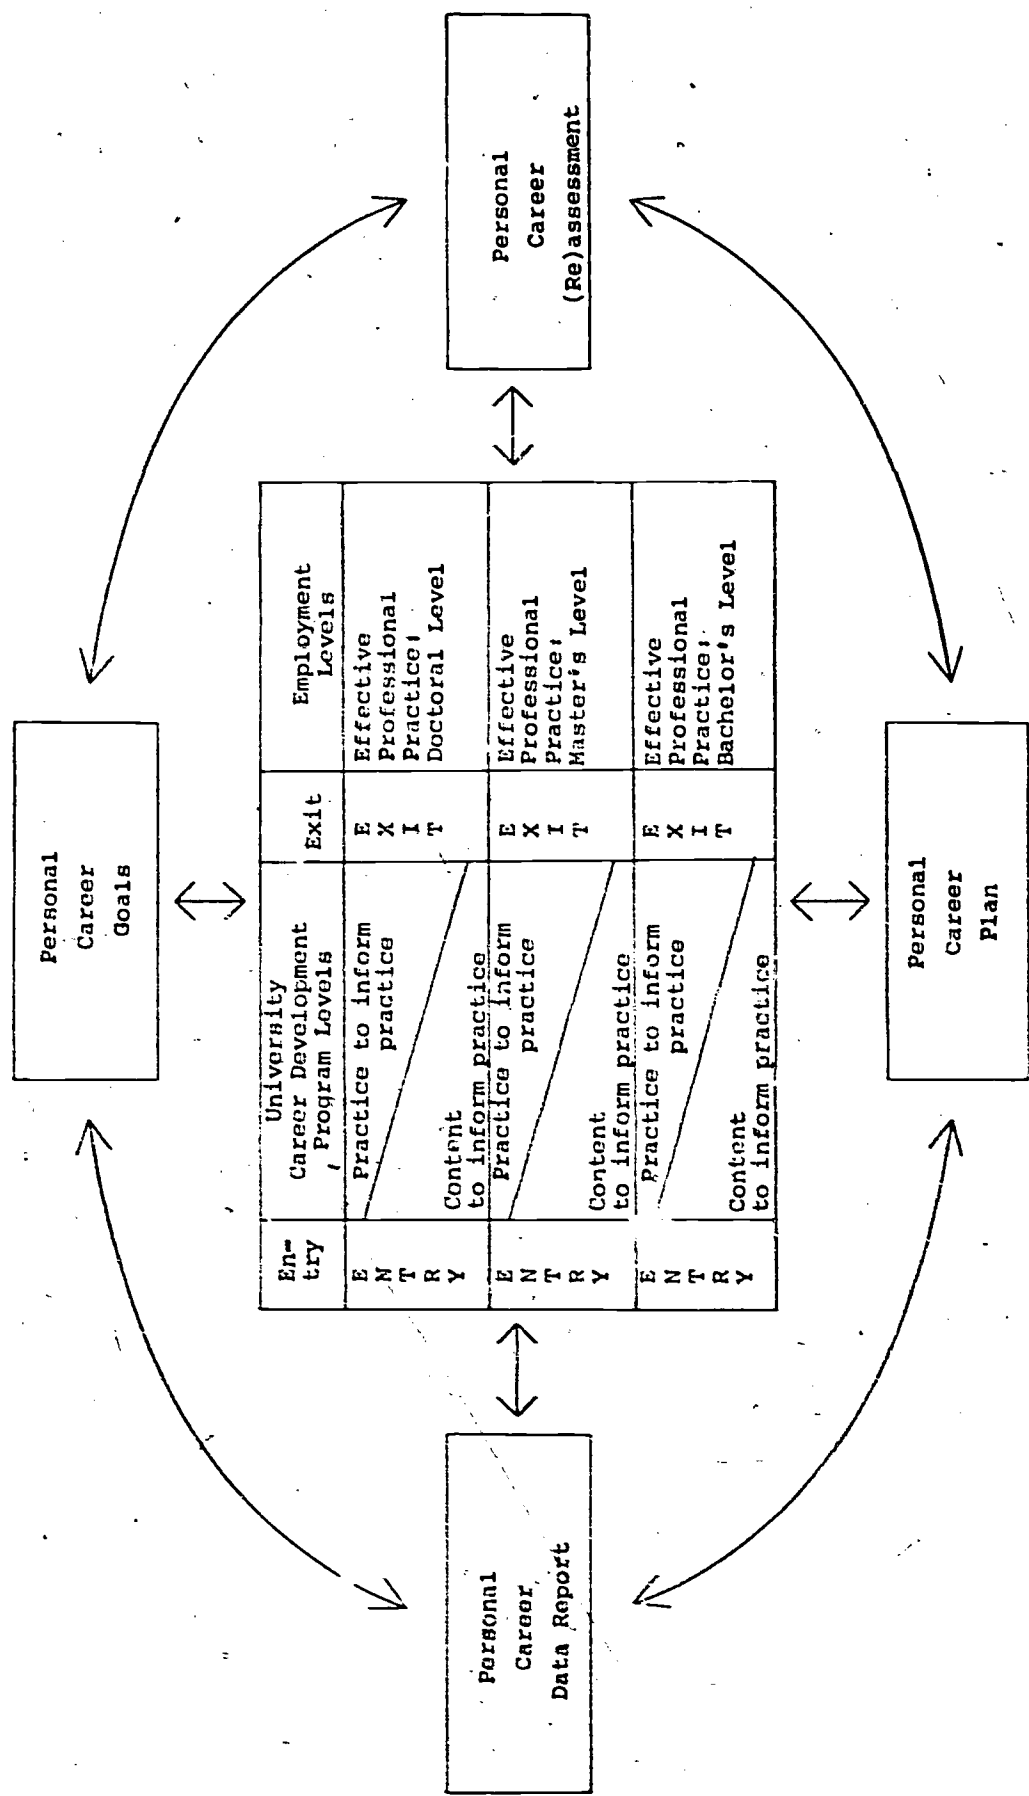 Personal
Career
Goals
Personal
Career
Data Report
En-
try
University
Career Development
Program Levels
Exit
Employment
Levels
E
N
T
R
Y
Practice to inform
practice
Content
to inform practice
E
X
I
T
Effective
Professional
Practice:
Doctoral Level
E
N
T
R
Y
Practice to inform
practice
Content
to inform practice
E
X
I
T
Effective
Professional
Practice:
Master's Level
E
N
T
R
Y
Practice to inform
practice
Content
to inform practice
E
X
I
T
Effective
Professional
Practice:
Bachelor's Level
Personal
Career
(Re)assessment
Personal
Career
Plan